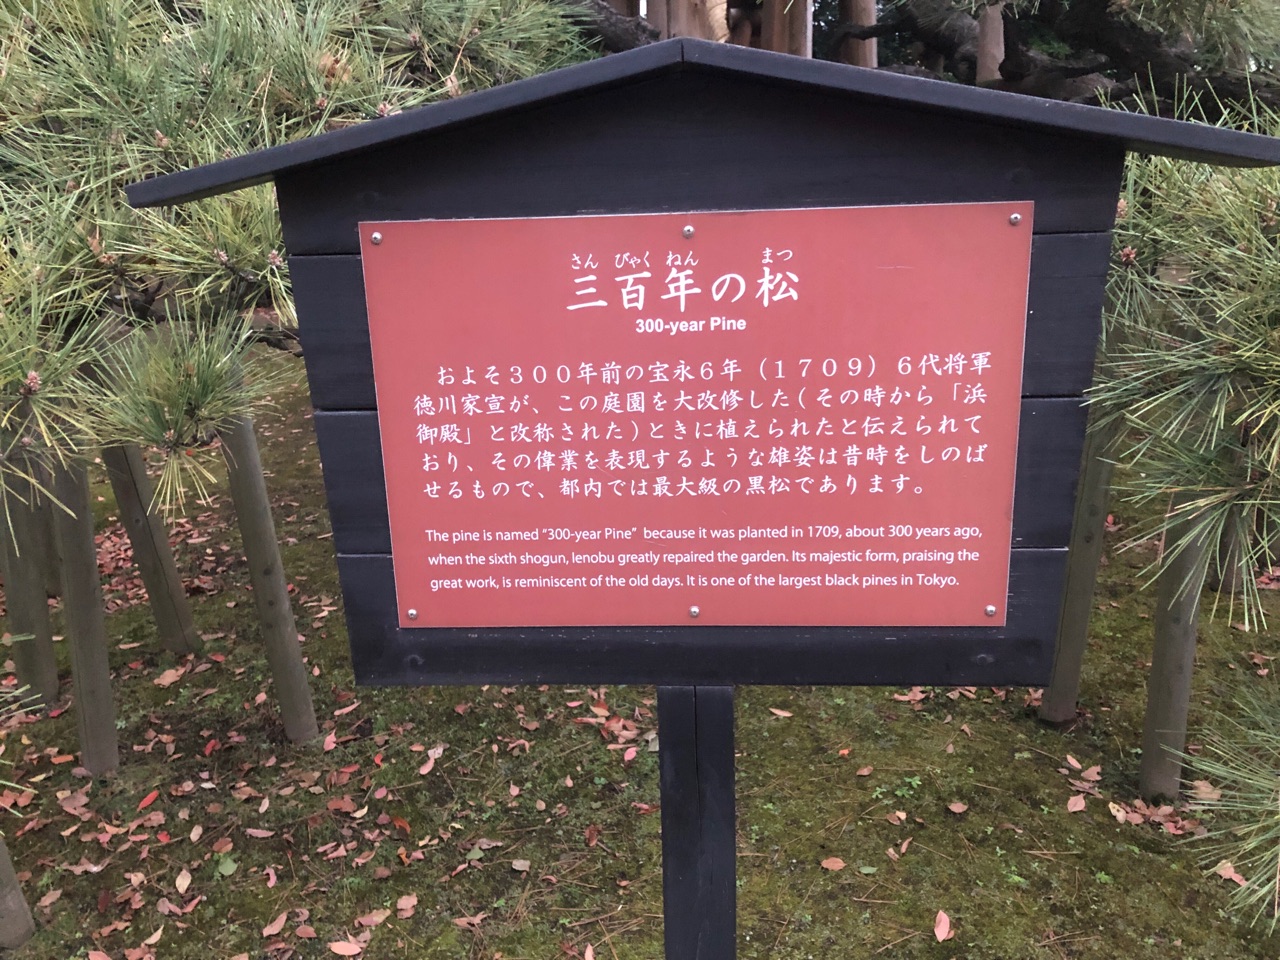 さん びゃく ねん まつ
三百年の松
300-year Pine
およそ３００年前の宝永６年（１７０９）６代将軍
徳川家宣が、この庭園を大改修した(その時から「浜
御殿」と改称された)ときに植えられたと伝えられて
おり、その偉業を表現するような雄姿は昔時をしのば
せるもので、都内では最大級の黒松であります。
The pine is named “300-year Pine” because it was planted in 1709, about 300 years ago,
when the sixth shogun, Ienobu greatly repaired the garden. Its majestic form, praising the
great work, is reminiscent of the old days. It is one of the largest black pines in Tokyo.